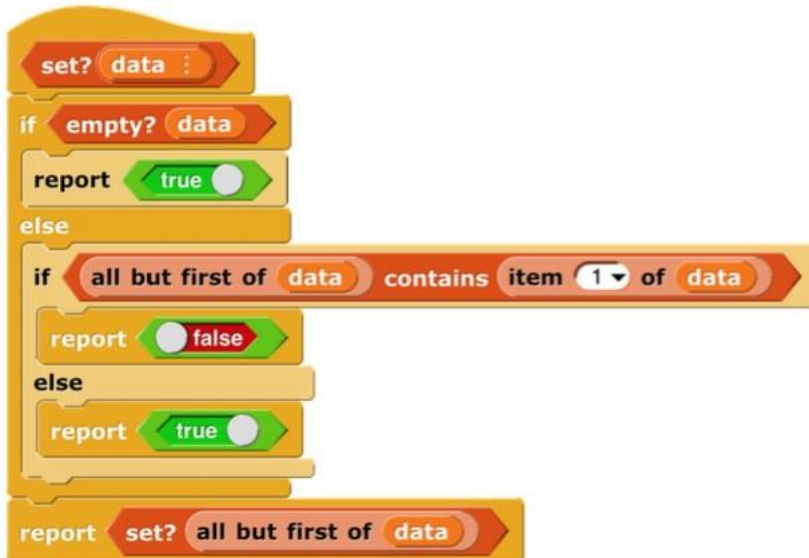 set? data ⋮
if empty? data
report true
else
if all but first of data contains item 1 of data
report false
else
report true
report set? all but first of data